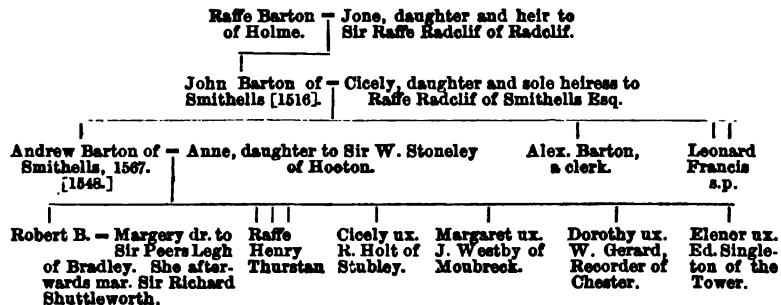 Raffe Barton = Jone, daughter and heir to
of Holme. Sir Raffe Radclif of Radclif.
John Barton of = Cicely, daughter and sole heiress to
Smithells [1516]. Raffe Radclif of Smithells Esq.
Andrew Barton of = Anne, daughter to Sir W. Stoneley
Smithells, 1567. of Hooton.
[1548.]
Alex. Barton,
a clerk.
Leonard
Francis
s.p.
Robert B. = Margery dr. to
Sir Peers Legh
of Bradley. She after-
wards mar. Sir Richard
Shuttleworth.
Raffe
Henry
Thurstan
Cicely ux.
R. Holt of
Stubley.
Margaret ux.
J. Westby of
Moubreck.
Dorothy ux.
W. Gerard,
Recorder of
Chester.
Elener ux.
Ed. Single-
ton of the
Tower.